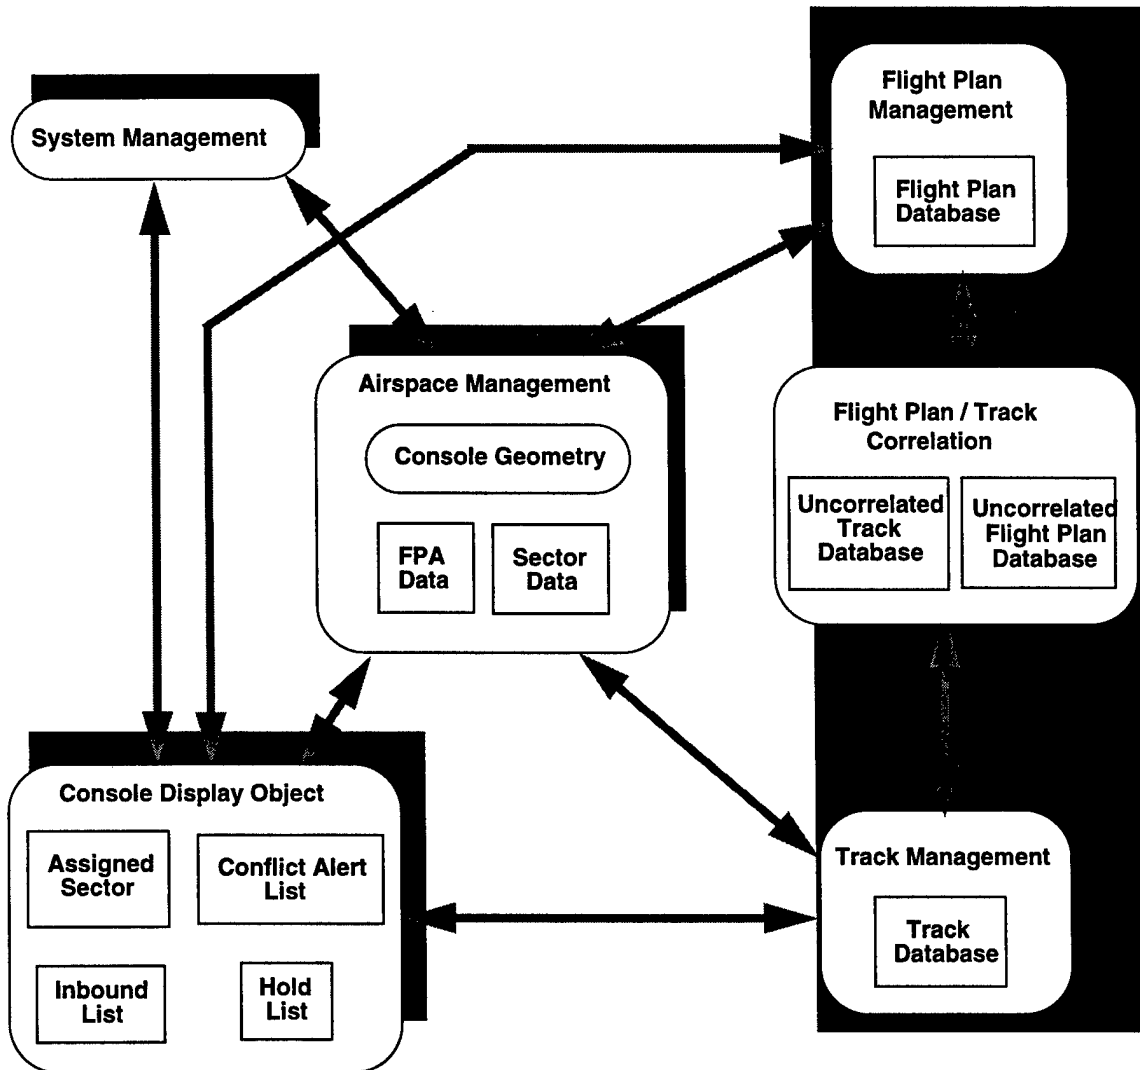 System Management
Flight Plan
Management
Flight Plan
Database
Airspace Management
Console Geometry
FPA
Data
Sector
Data
Flight Plan / Track
Correlation
Uncorrelated
Track
Database
Uncorrelated
Flight Plan
Database
Console Display Object
Assigned
Sector
Conflict Alert
List
Inbound
List
Hold
List
Track Management
Track
Database